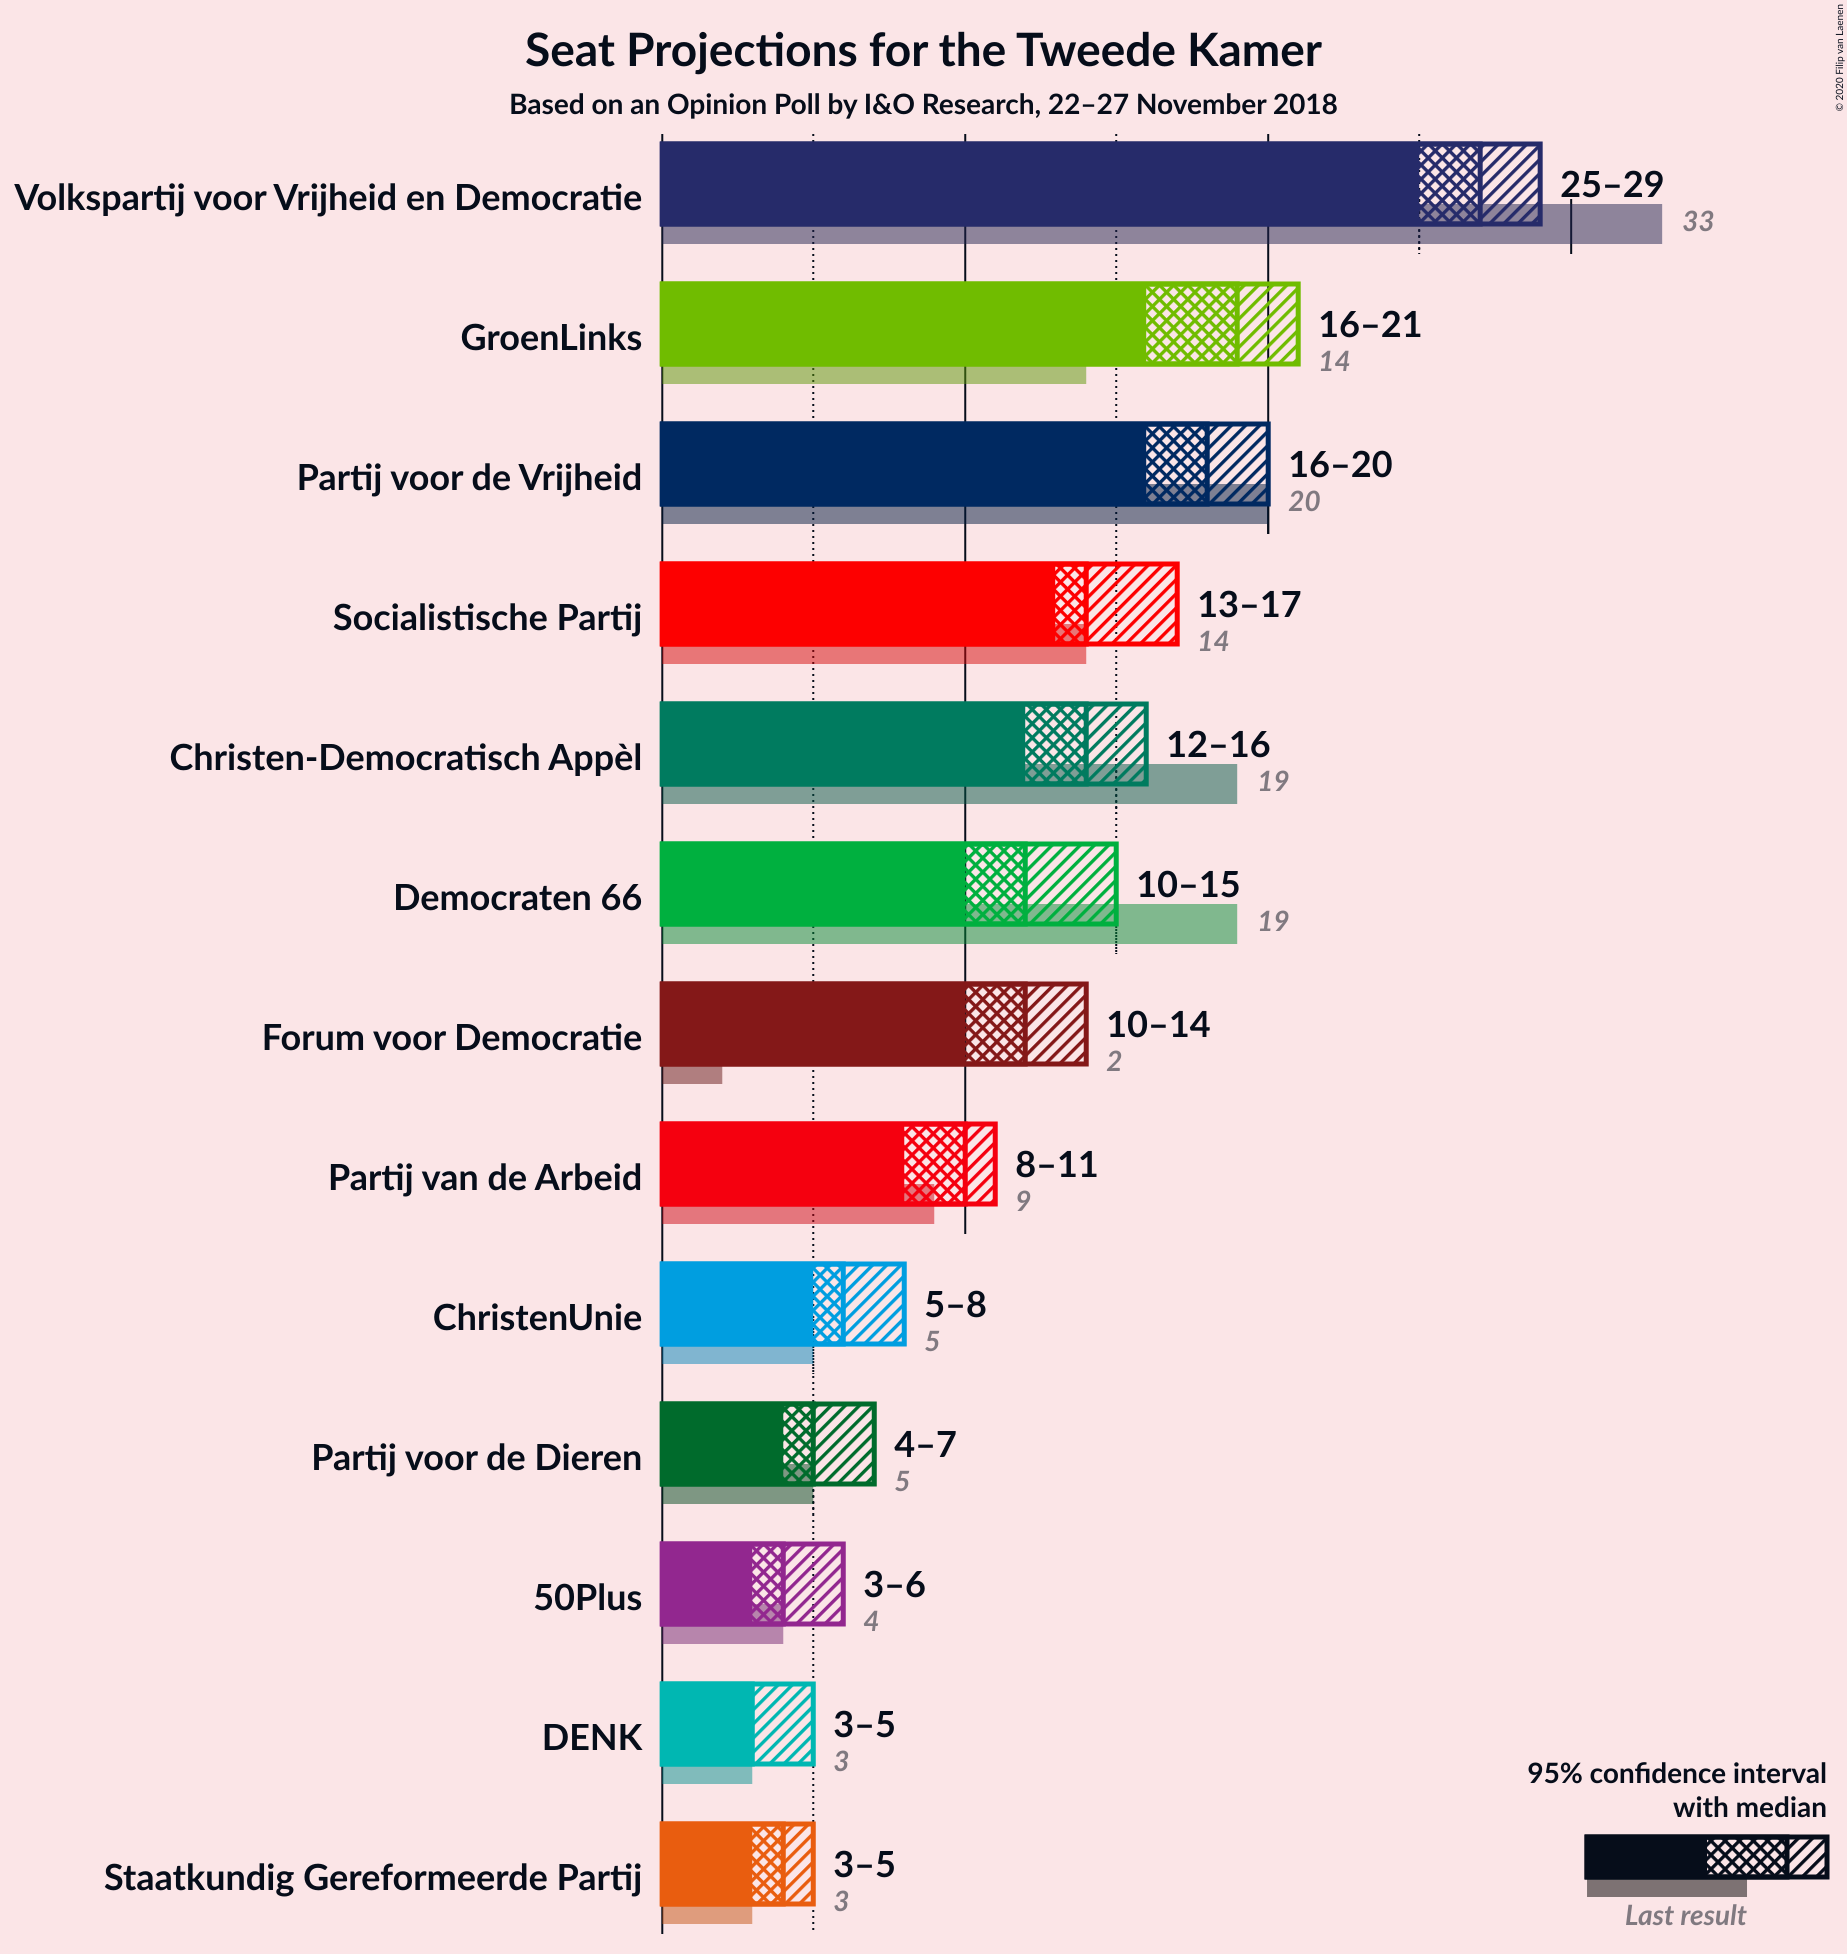 Seat Projections for the Tweede Kamer
Based on an Opinion Poll by I&O Research, 22–27 November 2018
© 2020 Filip van Laenen
Volkspartij voor Vrijheid en Democratie
25–29
33
GroenLinks
16–21
14
Partij voor de Vrijheid
16–20
20
Socialistische Partij
13–17
14
Christen-Democratisch Appèl
12–16
19
Democraten 66
10–15
19
Forum voor Democratie
10–14
2
Partij van de Arbeid
8–11
9
ChristenUnie
5–8
5
Partij voor de Dieren
4–7
5
50Plus
3–6
4
DENK
3–5
3
Staatkundig Gereformeerde Partij
3–5
3
95% confidence interval
with median
Last result